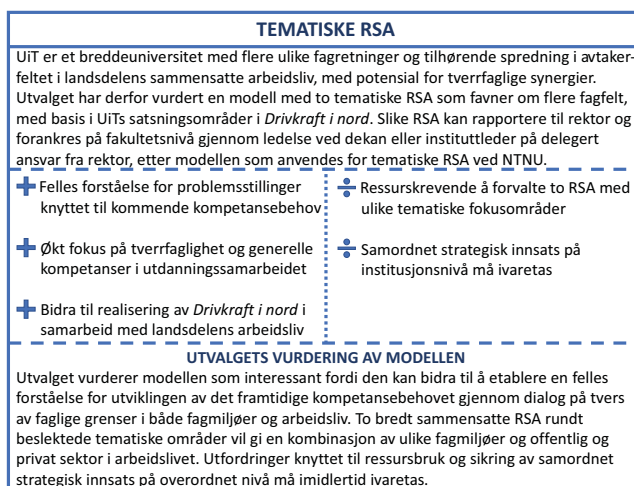 TEMATISKE RSA
UiT er et breddeuniversitet med flere ulike fagretninger og tilhørende spredning i avtaker-
feltet i landsdelens sammensatte arbeidsliv, med potensial for tverrfaglige synergier.
Utvalget har derfor vurdert en modell med to tematiske RSA som favner om flere fagfelt,
med basis i UiTs satsningsområder i Drivkraft i nord. Slike RSA kan rapportere til rektor og
forankres på fakultetsnivå gjennom ledelse ved dekan eller instituttleder på delegert
ansvar fra rektor, etter modellen som anvendes for tematiske RSA ved NTNU.
+ Felles forståelse for problemsstillinger
knyttet til kommende kompetansebehov
+ Økt fokus på tverrfaglighet og generelle
kompetanser i utdanningssamarbeidet
+ Bidra til realisering av Drivkraft i nord i
samarbeid med landsdelens arbeidsliv
÷ Ressurskrevende å forvalte to RSA med
ulike tematiske fokusområder
÷ Samordnet strategisk innsats på
institusjonsnivå må ivaretas
UTVALGETS VURDERING AV MODELLEN
Utvalget vurderer modellen som interessant fordi den kan bidra til å etablere en felles
forståelse for utviklingen av det framtidige kompetansebehovet gjennom dialog på tvers
av faglige grenser i både fagmiljøer og arbeidsliv. To bredt sammensatte RSA rundt
beslektede tematiske områder vil gi en kombinasjon av ulike fagmiljøer og offentlig og
privat sektor i arbeidslivet. Utfordringer knyttet til ressursbruk og sikring av samordnet
strategisk innsats på overordnet nivå må imidlertid ivaretas.